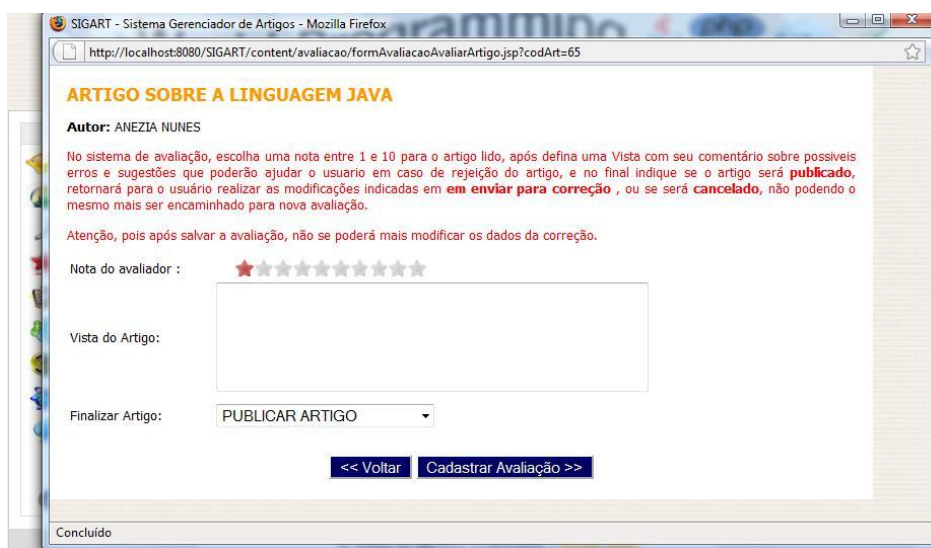 SIGART - Sistema Gerenciador de Artigos - Mozilla Firefox
http://localhost:8080/SIGART/content/avaliacao/formAvaliacaoAvaliarArtigo.jsp?codArt=65
ARTIGO SOBRE A LINGUAGEM JAVA
Autor: ANEZIA NUNES
No sistema de avaliação, escolha uma nota entre 1 e 10 para o artigo lido, após defina uma Vista com seu comentário sobre possiveis
erros e sugestões que poderão ajudar o usuario em caso de rejeição do artigo, e no final indique se o artigo será publicado,
retornará para o usuário realizar as modificações indicadas em em enviar para correção , ou se será cancelado, não podendo o
mesmo mais ser encaminhado para nova avaliação.
Atenção, pois após salvar a avaliação, não se poderá mais modificar os dados da correção.
Nota do avaliador :
Vista do Artigo:
Finalizar Artigo: PUBLICAR ARTIGO
<< Voltar Cadastrar Avaliação >>
Concluído